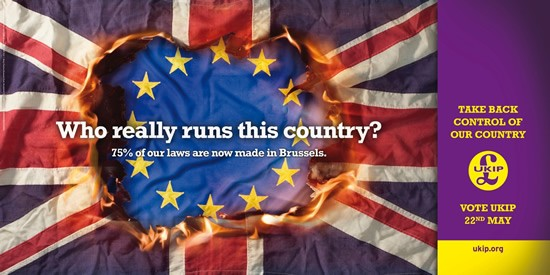 Who really runs this country?
75% of our laws are now made in Brussels.
TAKE BACK
CONTROL OF
OUR COUNTRY
£
UKIP
VOTE UKIP
22ND MAY
ukip.org